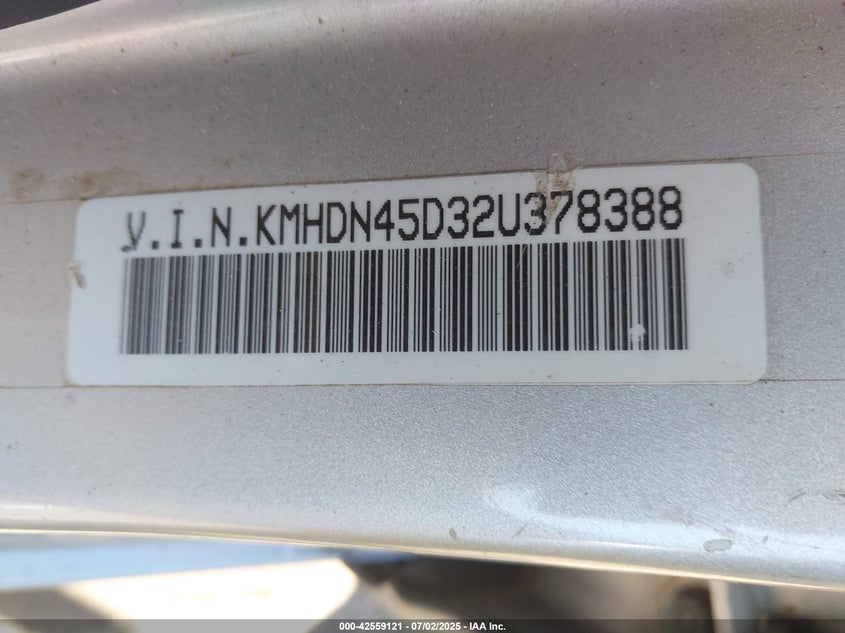 V.I.N.KMHDN45D32U378388
000-42559121 - 07/02/2025 - IAA Inc.